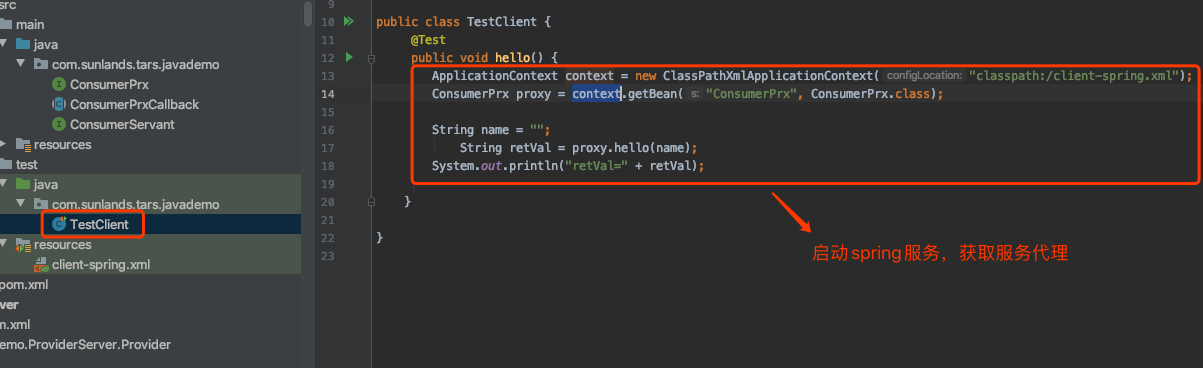 src
main
java
com.sunlands.tars.javademo
ConsumerPrx
ConsumerPrxCallback
ConsumerServant
resources
test
java
com.sunlands.tars.javademo
TestClient
resources
client-spring.xml
pom.xml
ver
m.xml
emo.ProviderServer.Provider
9
10 public class TestClient {
11 @Test
12 public void hello() {
13 ApplicationContext context = new ClassPathXmlApplicationContext( configLocation: "classpath:/client-spring.xml");
14 ConsumerPrx proxy = context.getBean( s: "ConsumerPrx", ConsumerPrx.class);
15
16 String name = "";
17 String retVal = proxy.hello(name);
18 System.out.println("retVal=" + retVal);
19
20 }
21
22 }
23
启动spring服务，获取服务代理